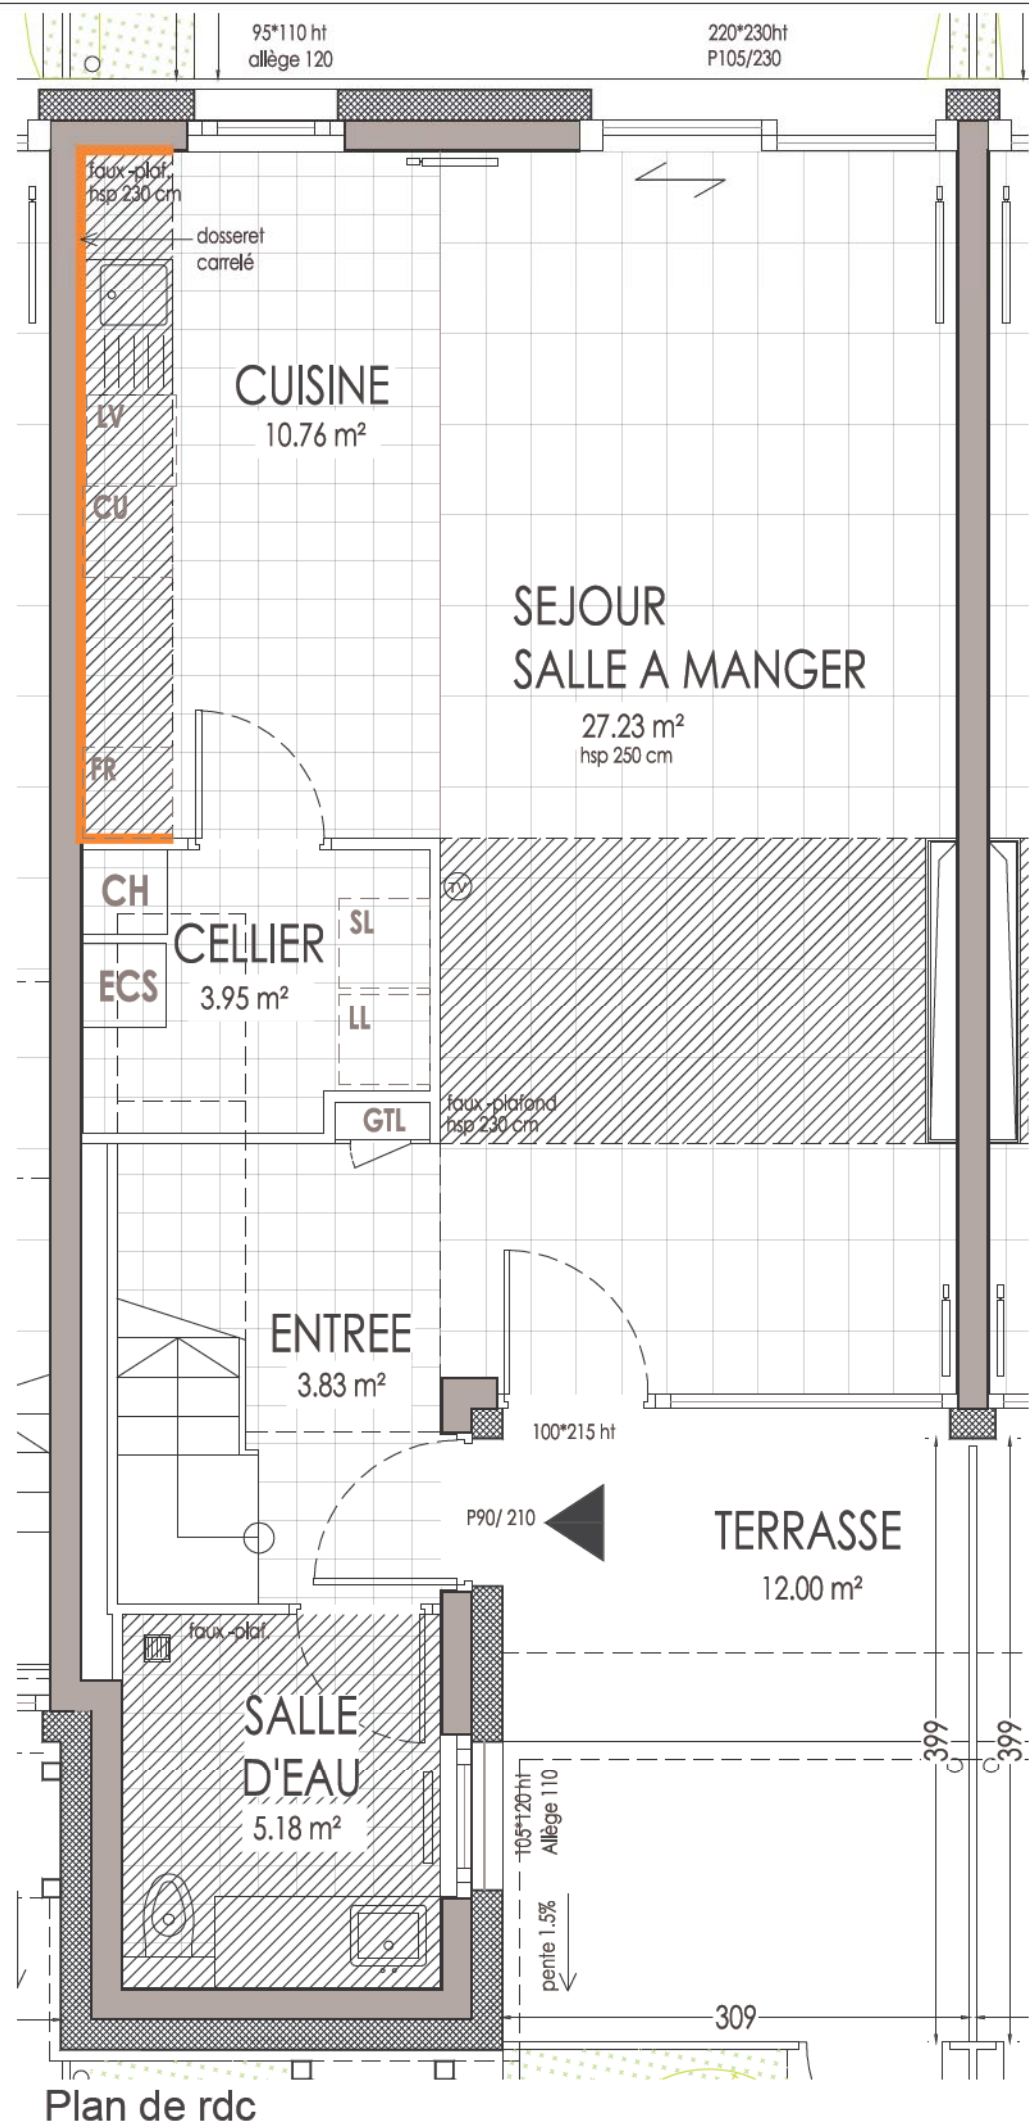 95*110 ht
allège 120
220*230ht
P105/230
faux-plaf.
hsp 230 cm
dosseret
carrelé
CUISINE
10.76 m²
LV
CU
SEJOUR
SALLE A MANGER
27.23 m²
hsp 250 cm
FR
CH
TV
SL
CELLIER
ECS
3.95 m²
LL
GTL
faux-plafond
hsp 230 cm
ENTREE
3.83 m²
100*215 ht
P90/ 210
TERRASSE
12.00 m²
faux-plaf.
SALLE
D'EAU
5.18 m²
399
399
105*120 ht
Allège 110
pente 1.5%
309
Plan de rdc